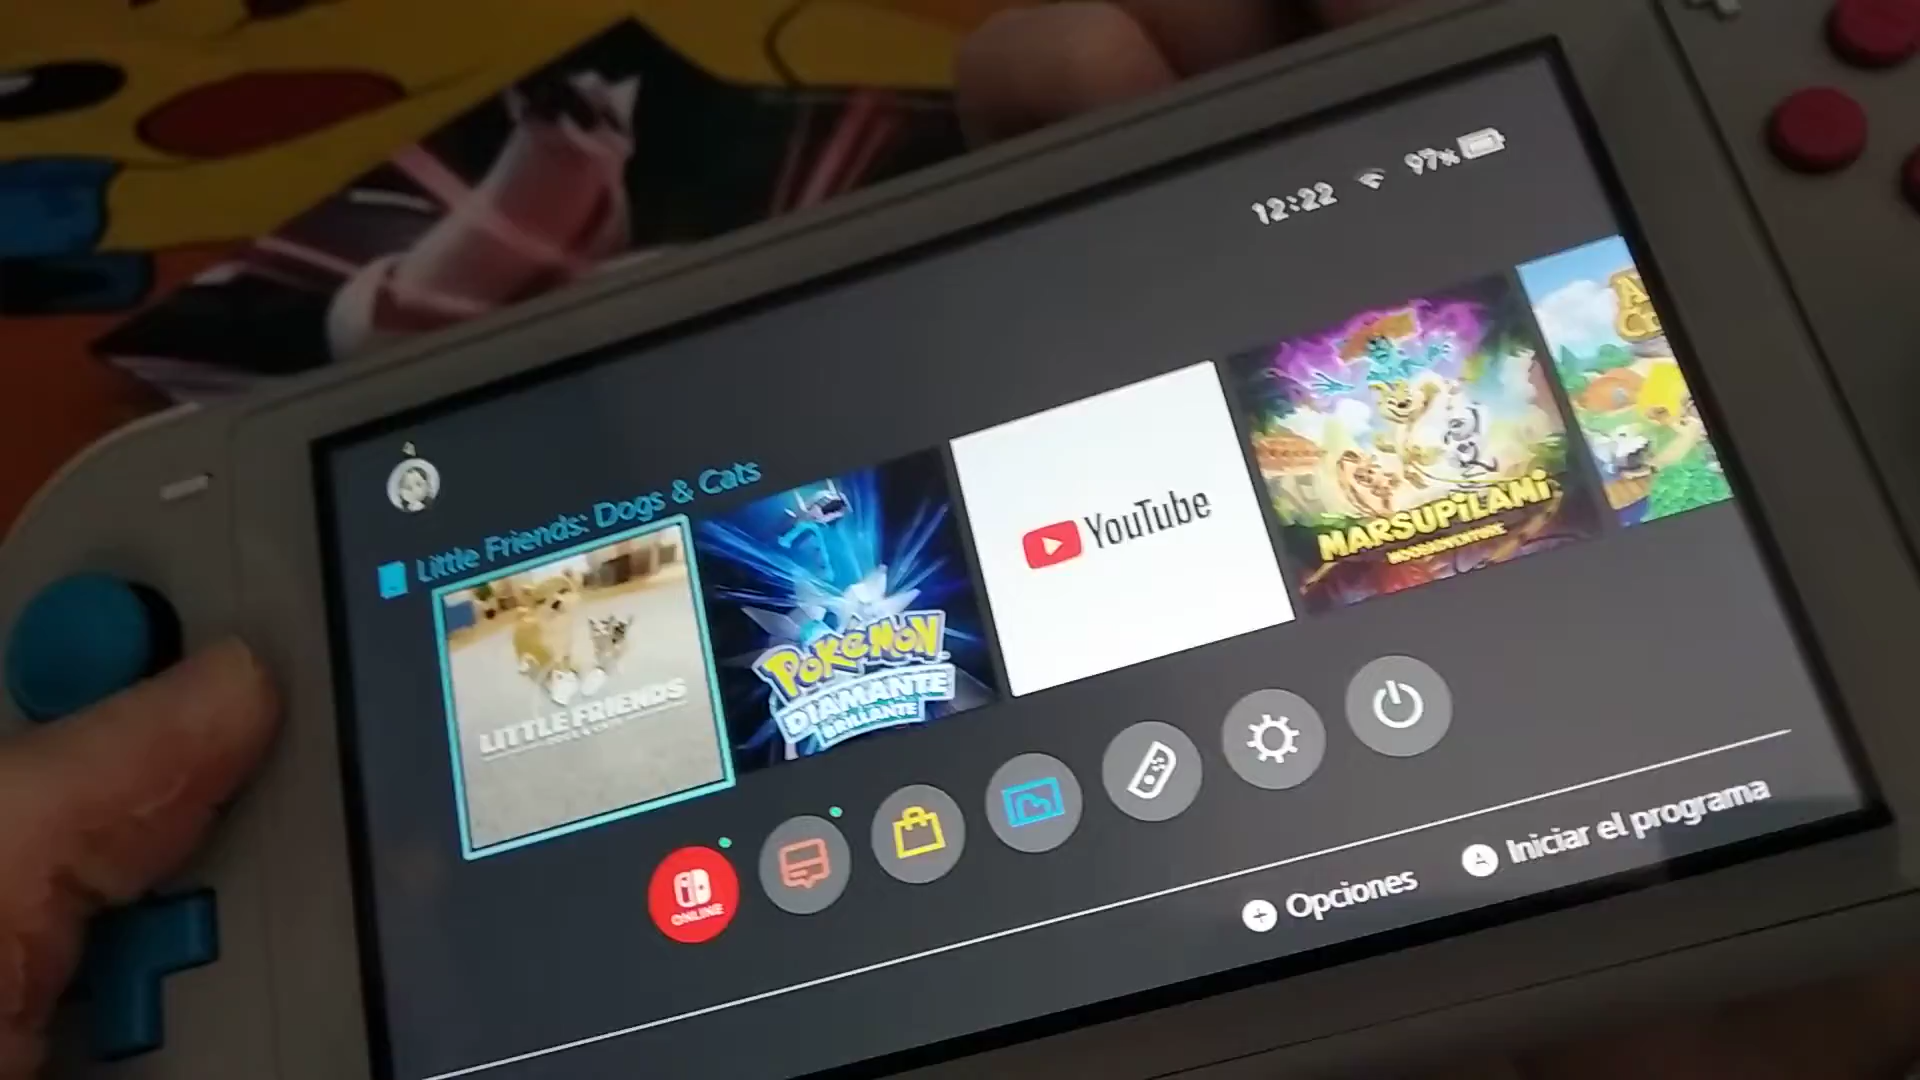 12:22 97%
Little Friends: Dogs & Cats
LITTLE FRIENDS
POKÉMON
DIAMANTE
BRILLANTE
YouTube
MARSUPILAMI
HOOBADVENTURE
ONLINE
Opciones
Iniciar el programa